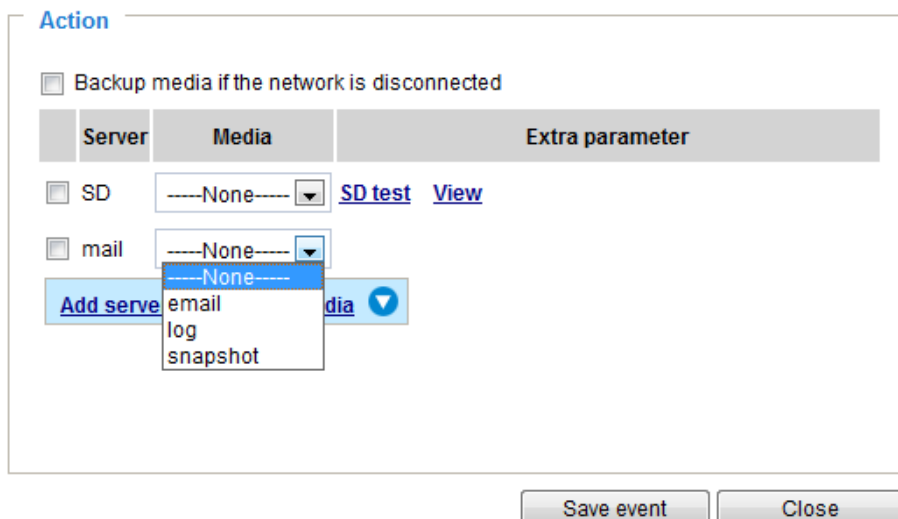 Action
Backup media if the network is disconnected
Server Media Extra parameter
SD -----None----- SD test View
mail -----None-----
-----None-----
Add serve dia
email
log
snapshot
Save event Close